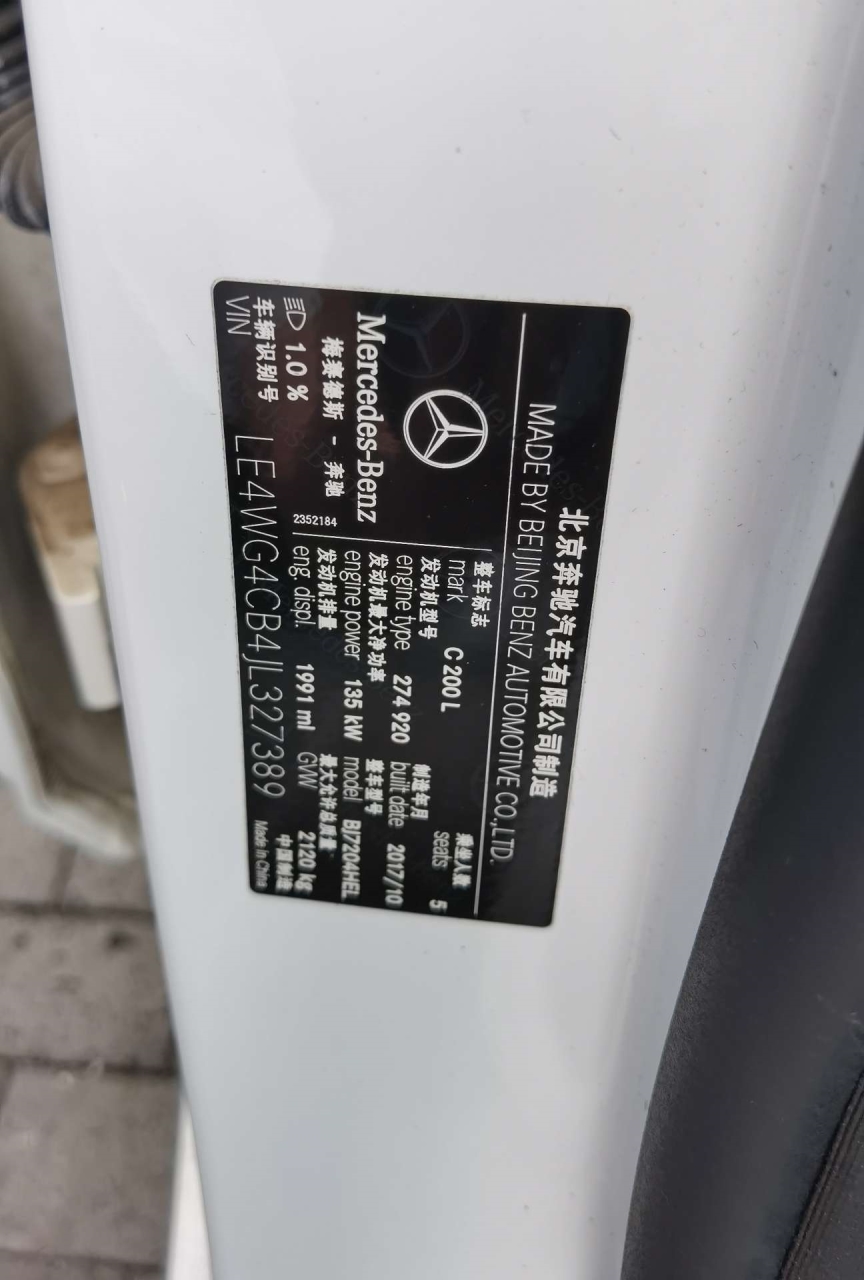 北京奔驰汽车有限公司制造
MADE BY BEIJING BENZ AUTOMOTIVE CO.,LTD.
Mercedes-Benz
梅赛德斯 - 奔驰
1.0 %
2352184
整车标志
mark C 200 L
乘坐人数
seats 5
发动机型号
engine type 274 920
制造年月
built date 2017/10
发动机最大净功率
engine power 135 kW
整车型号
model BJ7204HEL
发动机排量
eng. displ. 1991 ml
最大允许总质量
GVW 2120 kg
车辆识别号
VIN LE4WG4CB4JL327389
中国制造
Made in China